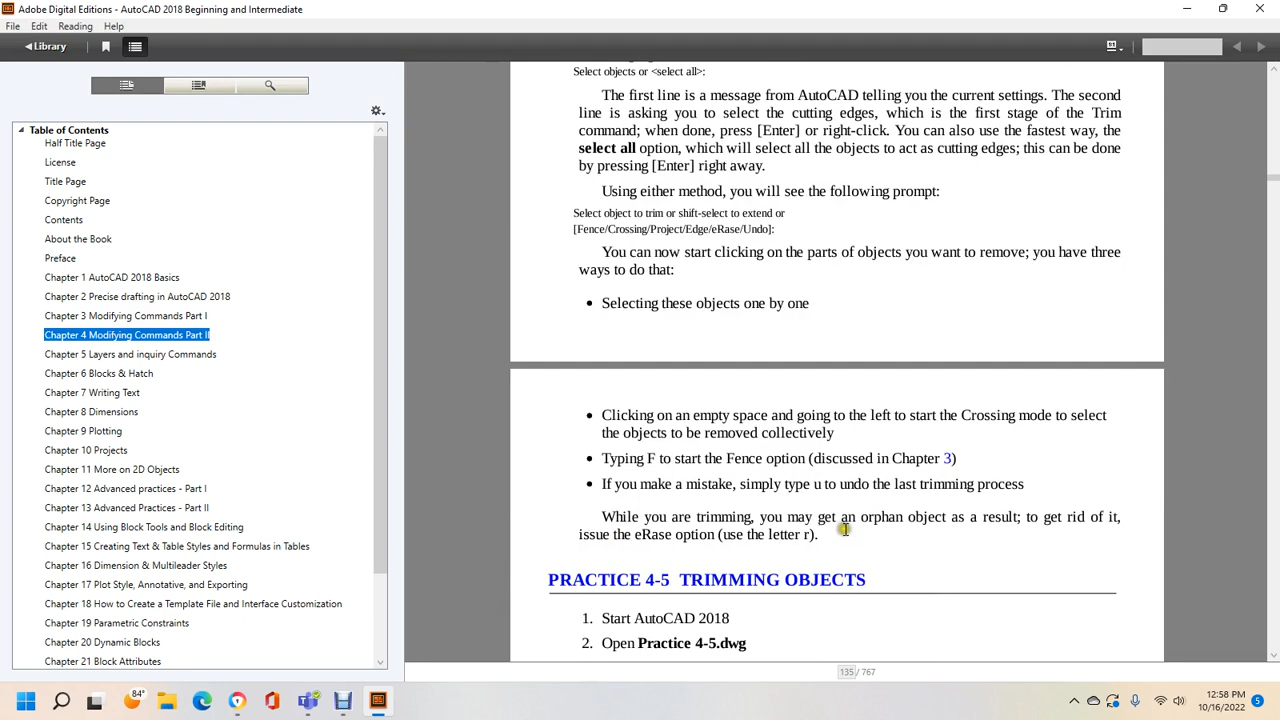 Adobe Digital Editions - AutoCAD 2018 Beginning and Intermediate
File Edit Reading Help
Library
Table of Contents
Half Title Page
License
Title Page
Copyright Page
Contents
About the Book
Preface
Chapter 1 AutoCAD 2018 Basics
Chapter 2 Precise drafting in AutoCAD 2018
Chapter 3 Modifying Commands Part I
Chapter 4 Modifying Commands Part II
Chapter 5 Layers and inquiry Commands
Chapter 6 Blocks & Hatch
Chapter 7 Writing Text
Chapter 8 Dimensions
Chapter 9 Plotting
Chapter 10 Projects
Chapter 11 More on 2D Objects
Chapter 12 Advanced practices - Part I
Chapter 13 Advanced Practices - Part II
Chapter 14 Using Block Tools and Block Editing
Chapter 15 Creating Text & Tables Styles and Formulas in Tables
Chapter 16 Dimension & Multileader Styles
Chapter 17 Plot Style, Annotative, and Exporting
Chapter 18 How to Create a Template File and Interface Customization
Chapter 19 Parametric Constraints
Chapter 20 Dynamic Blocks
Chapter 21 Block Attributes
Select objects or <select all>:
The first line is a message from AutoCAD telling you the current settings. The second
line is asking you to select the cutting edges, which is the first stage of the Trim
command; when done, press [Enter] or right-click. You can also use the fastest way, the
select all option, which will select all the objects to act as cutting edges; this can be done
by pressing [Enter] right away.
Using either method, you will see the following prompt:
Select object to trim or shift-select to extend or
[Fence/Crossing/Project/Edge/eRase/Undo]:
You can now start clicking on the parts of objects you want to remove; you have three
ways to do that:
• Selecting these objects one by one
• Clicking on an empty space and going to the left to start the Crossing mode to select
the objects to be removed collectively
• Typing F to start the Fence option (discussed in Chapter 3)
• If you make a mistake, simply type u to undo the last trimming process
While you are trimming, you may get an orphan object as a result; to get rid of it,
issue the eRase option (use the letter r).
PRACTICE 4-5 TRIMMING OBJECTS
1. Start AutoCAD 2018
2. Open Practice 4-5.dwg
135 / 767
84°
12:58 PM
10/16/2022
5